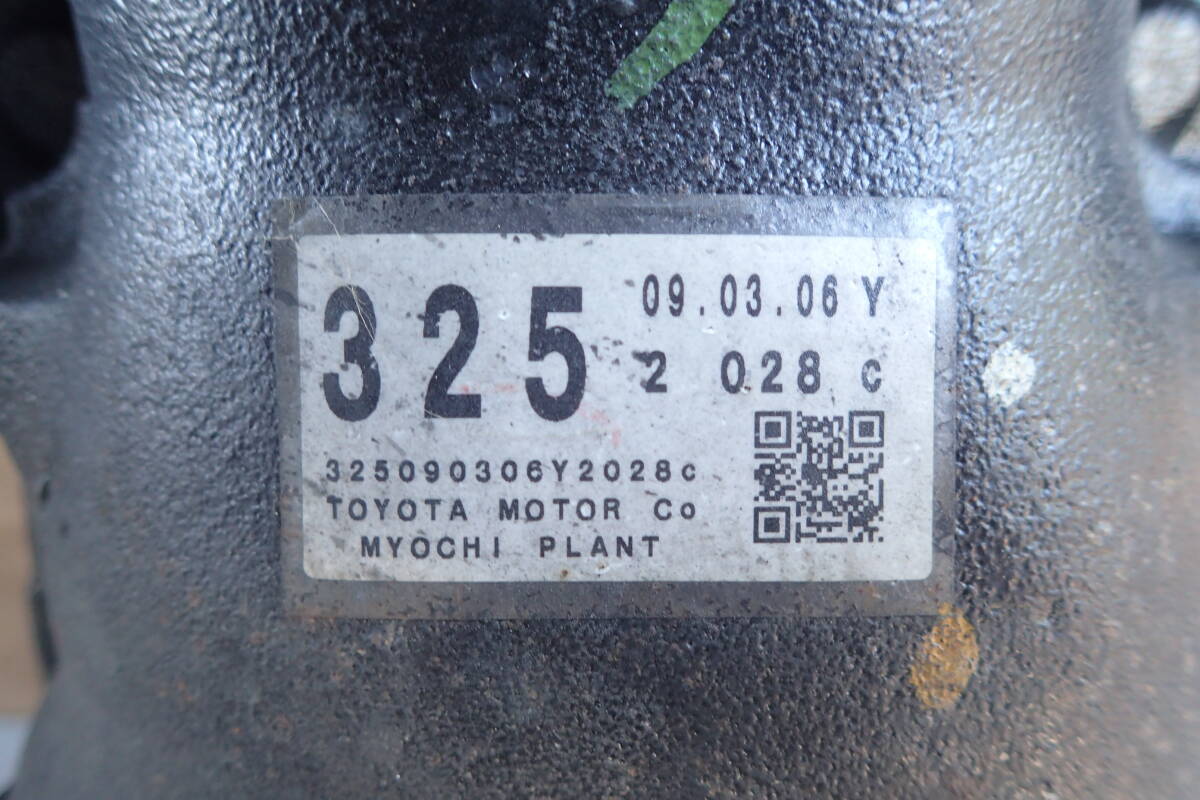 325
09.03.06 Y
2 028 c
325090306Y2028c
TOYOTA MOTOR Co
MYOCHI PLANT